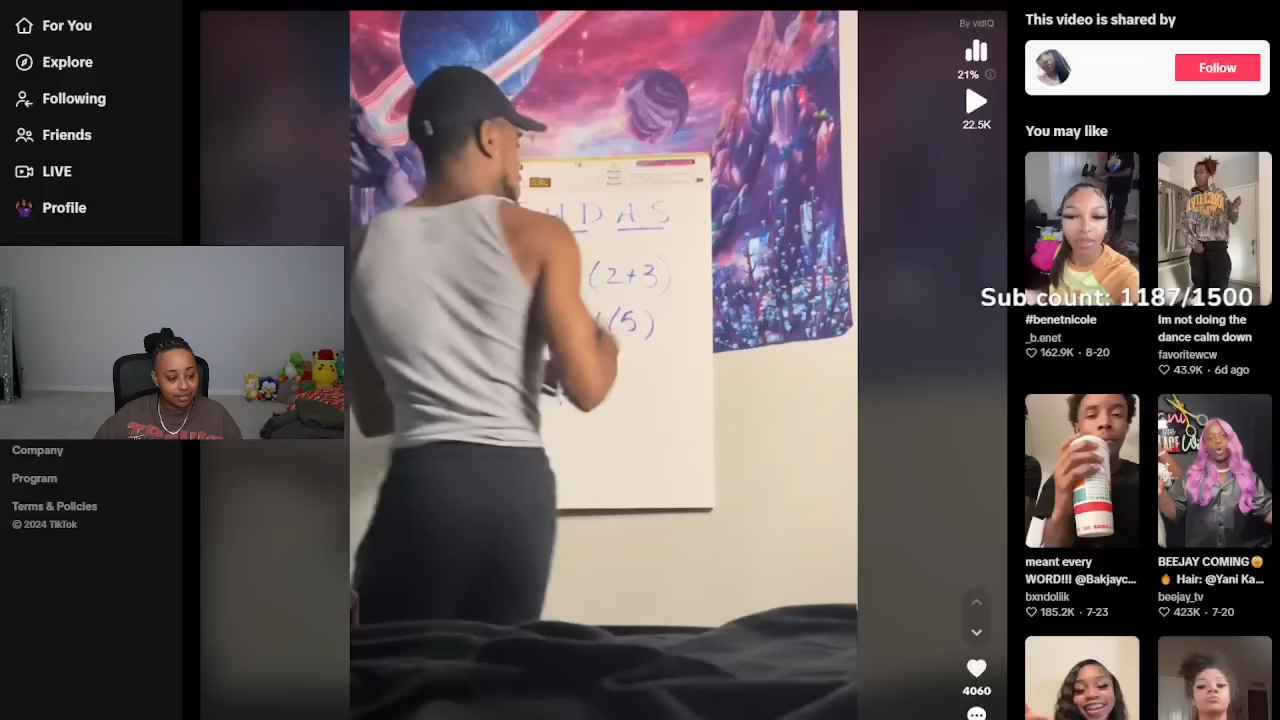 For You
Explore
Following
Friends
LIVE
Profile
Company
Program
Terms & Policies
© 2024 TikTok
M D A S
(2+3)
(5)
By vidIQ
21%
22.5K
4060
This video is shared by
Follow
You may like
Sub count: 1187/1500
#benetnicole
_b.enet
162.9K · 8-20
Im not doing the
dance calm down
favoritewcw
43.9K · 6d ago
meant every
WORD!!! @Bakjayc...
bxndoliik
185.2K · 7-23
BEEJAY COMING
Hair: @Yani Ka...
beejay_tv
423K · 7-20